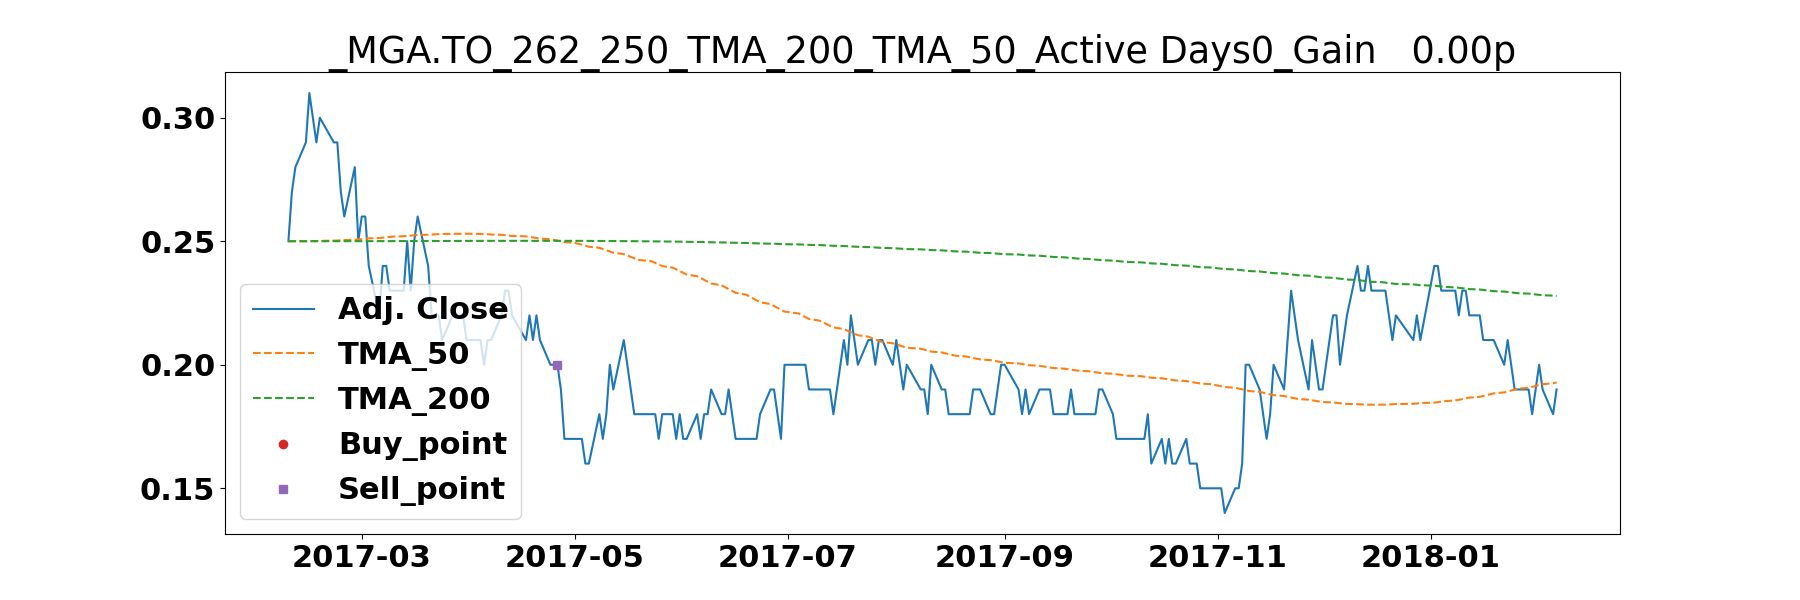 _MGA.TO_262_250_TMA_200_TMA_50_Active Days0_Gain   0.00p
0.30
0.25
0.20
0.15
Adj. Close
TMA_50
TMA_200
Buy_point
Sell_point
2017-03 2017-05 2017-07 2017-09 2017-11 2018-01